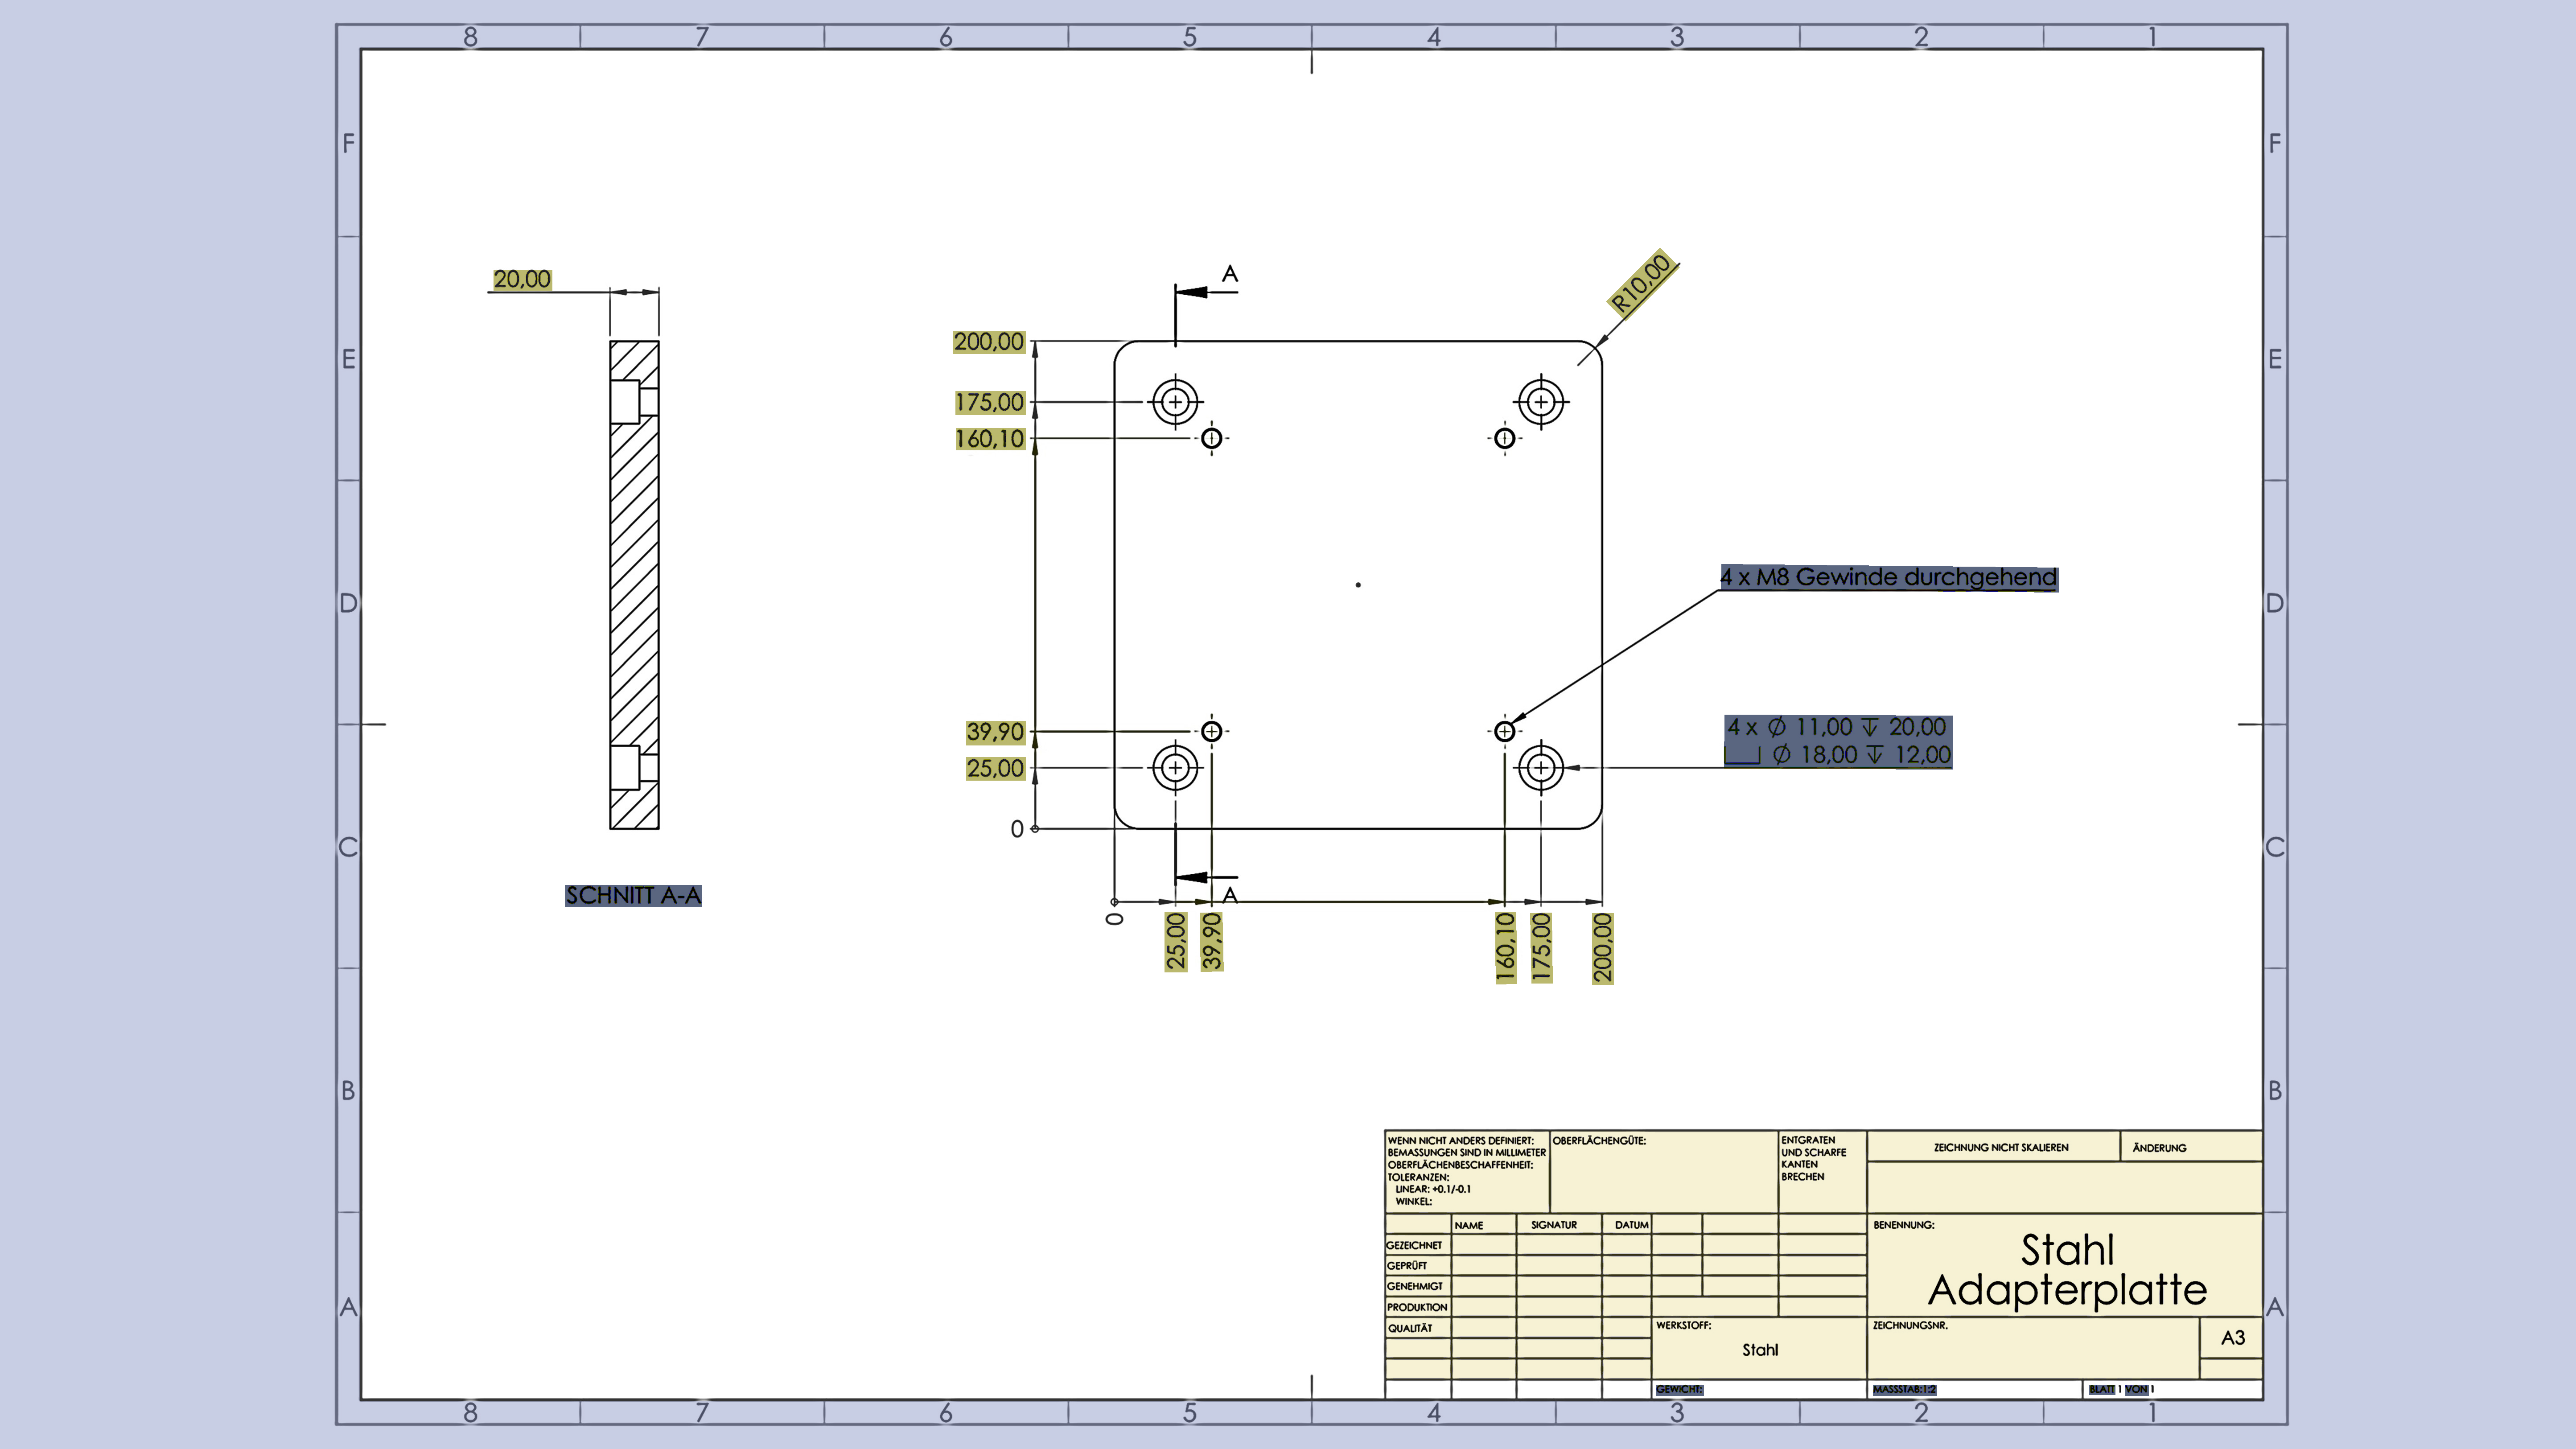 8 7 6 5 4 3 2 1
F F
E E
D D
C C
B B
A A
20,00
A
R10,00
200,00
175,00
160,10
39,90
25,00
0
4 x M8 Gewinde durchgehend
4 x ∅ 11,00 ↧ 20,00
⌴ ∅ 18,00 ↧ 12,00
SCHNITT A-A
A
0
25,00
39,90
160,10
175,00
200,00
WENN NICHT ANDERS DEFINIERT:
BEMASSUNGEN SIND IN MILLIMETER
OBERFLÄCHENBESCHAFFENHEIT:
TOLERANZEN:
LINEAR: +0.1/-0.1
WINKEL:
OBERFLÄCHENGÜTE:
ENTGRATEN
UND SCHARFE
KANTEN
BRECHEN
ZEICHNUNG NICHT SKALIEREN
ÄNDERUNG
NAME SIGNATUR DATUM
GEZEICHNET
GEPRÜFT
GENEHMIGT
PRODUKTION
QUALITÄT
BENENNUNG:
Stahl
Adapterplatte
WERKSTOFF:
Stahl
ZEICHNUNGSNR.
A3
GEWICHT:
MASSSTAB:1:2
BLATT 1 VON 1
8 7 6 5 4 3 2 1